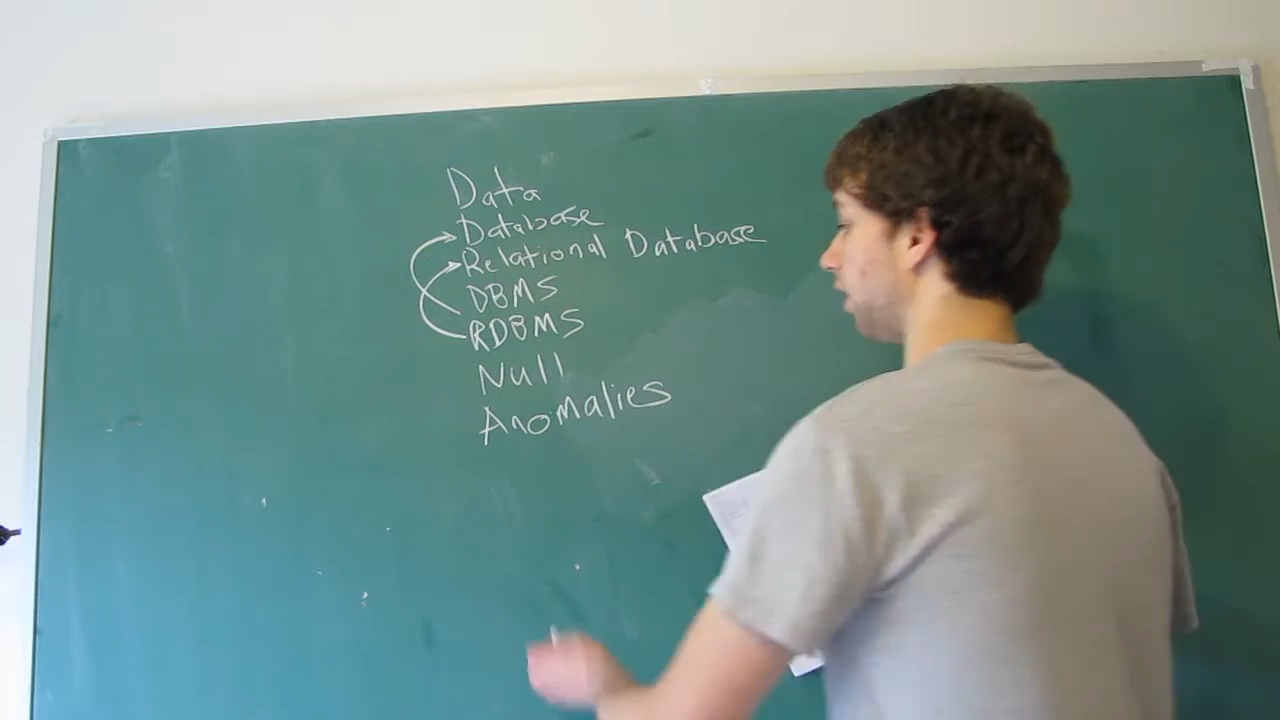 Data
Database
Relational Database
DBMS
RDBMS
Null
Anomalies